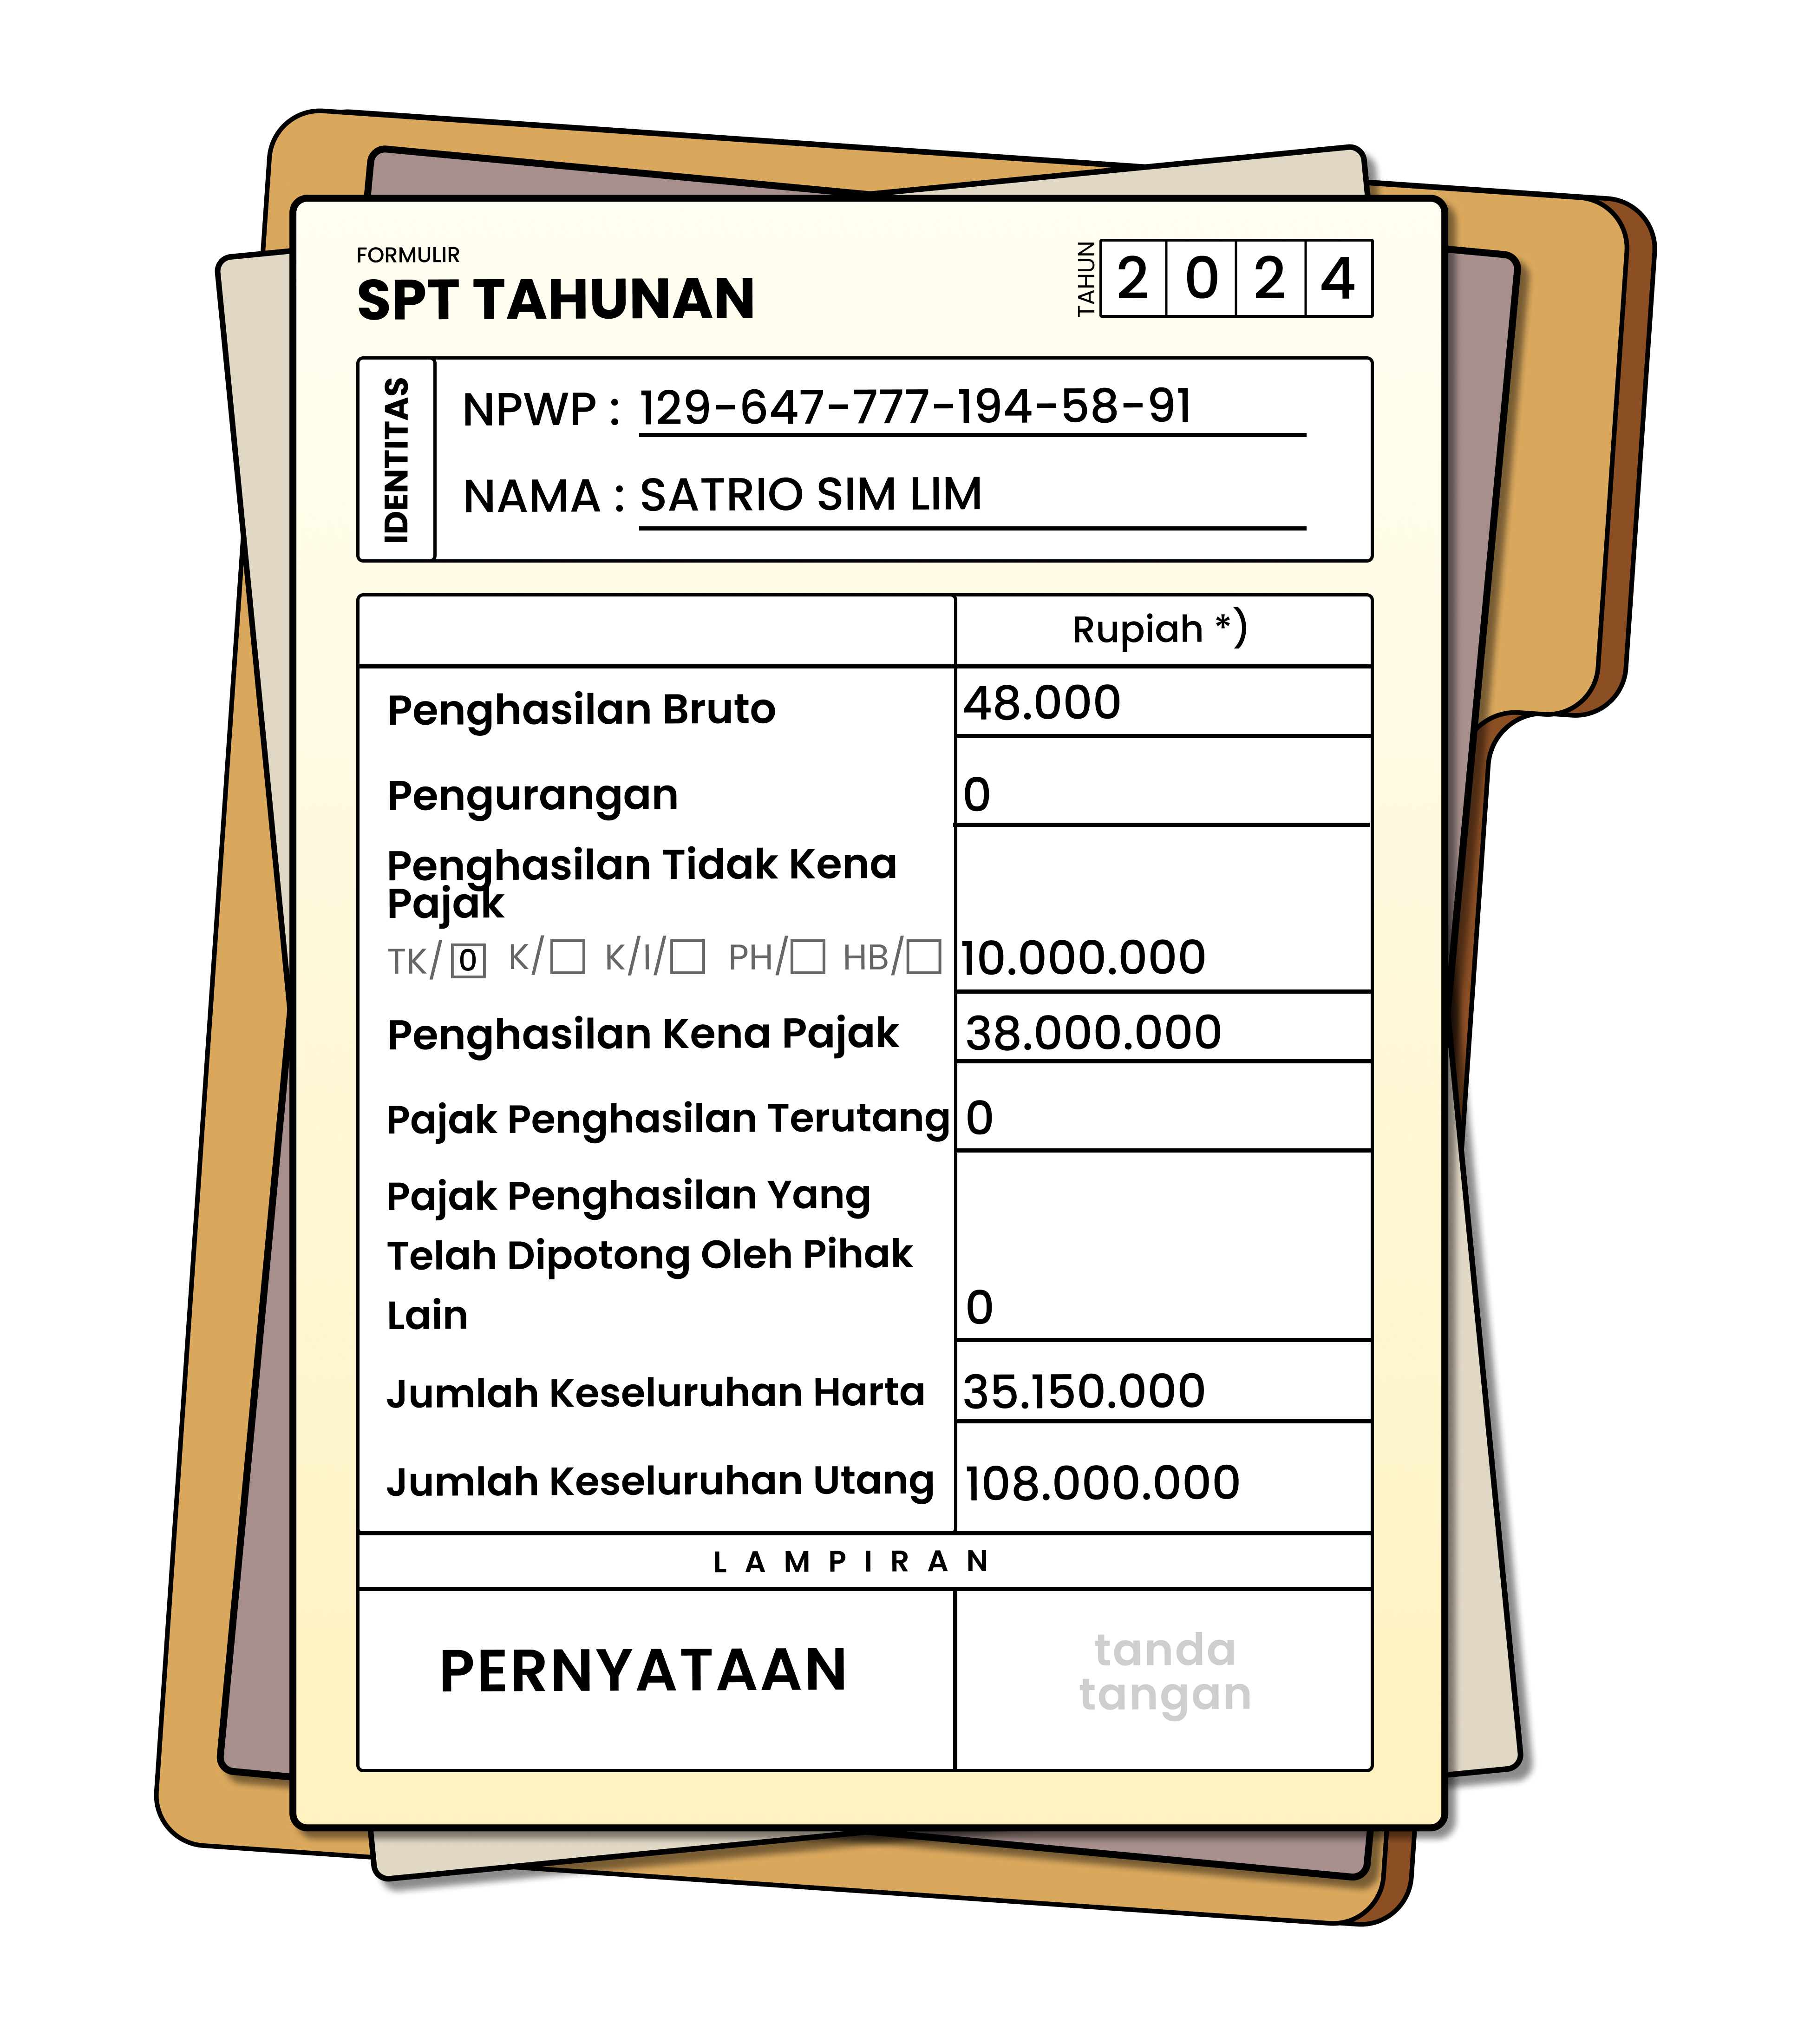 FORMULIR
SPT TAHUNAN
TAHUN
2 0 2 4
IDENTITAS
NPWP : 129-647-777-194-58-91
NAMA : SATRIO SIM LIM
Rupiah *)
Penghasilan Bruto 48.000
Pengurangan 0
Penghasilan Tidak Kena
Pajak
TK/ 0 K/ K/I/ PH/ HB/ 10.000.000
Penghasilan Kena Pajak 38.000.000
Pajak Penghasilan Terutang 0
Pajak Penghasilan Yang
Telah Dipotong Oleh Pihak
Lain 0
Jumlah Keseluruhan Harta 35.150.000
Jumlah Keseluruhan Utang 108.000.000
LAMPIRAN
PERNYATAAN
tanda
tangan